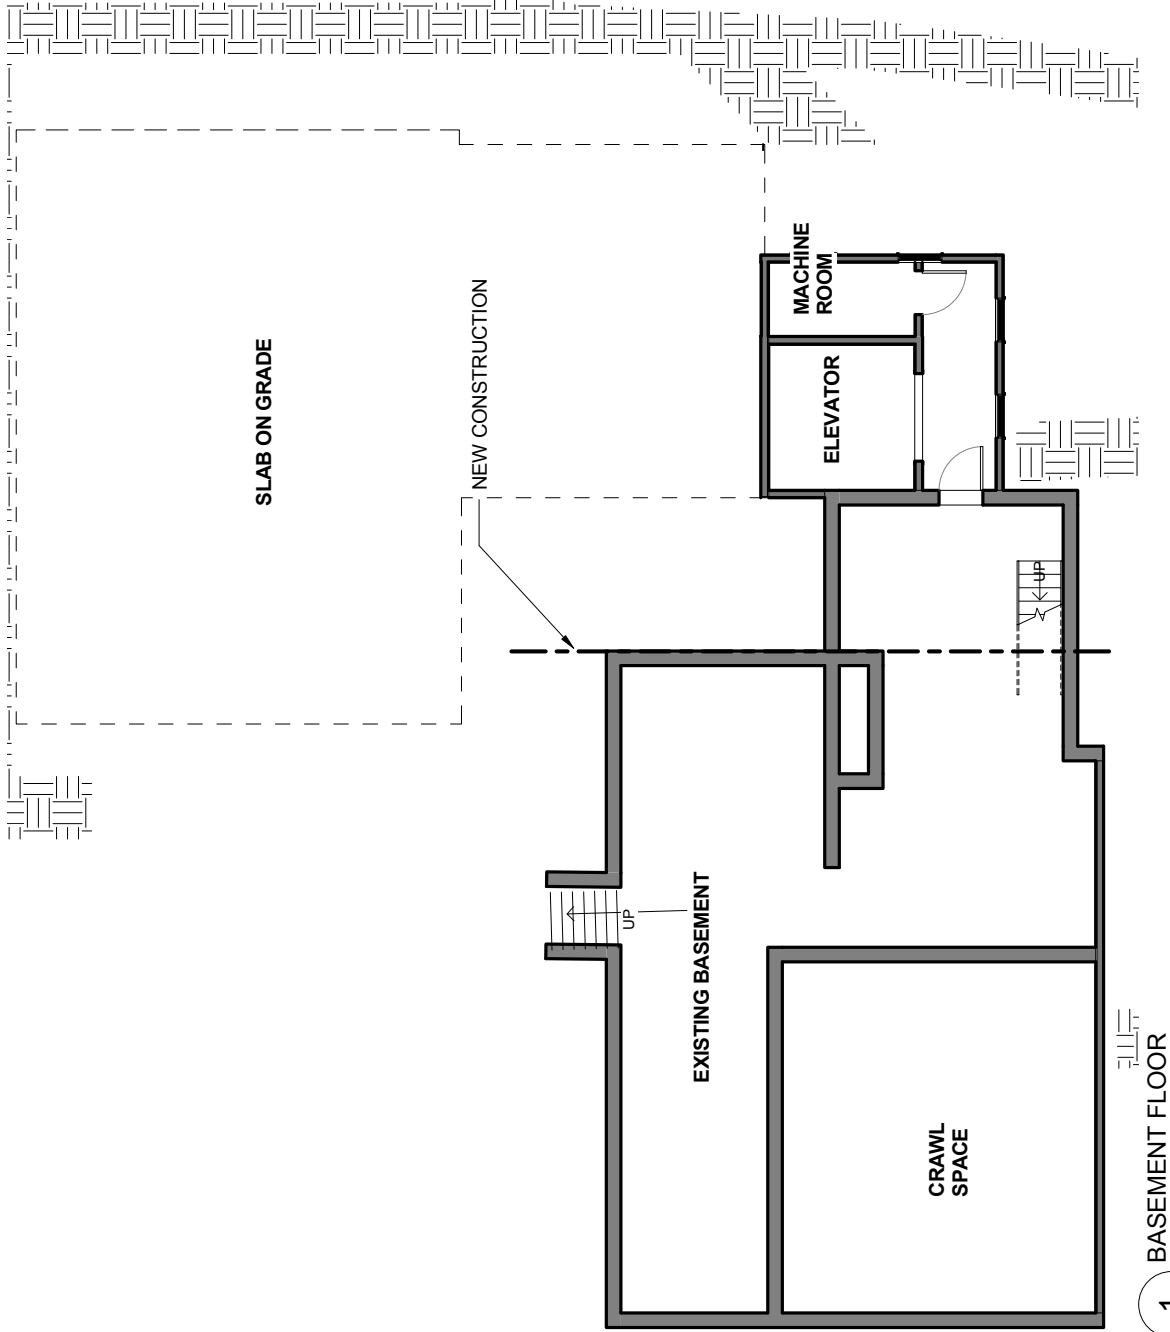 SLAB ON GRADE
NEW CONSTRUCTION
MACHINE
ROOM
ELEVATOR
UP
UP
EXISTING BASEMENT
CRAWL
SPACE
1
BASEMENT FLOOR